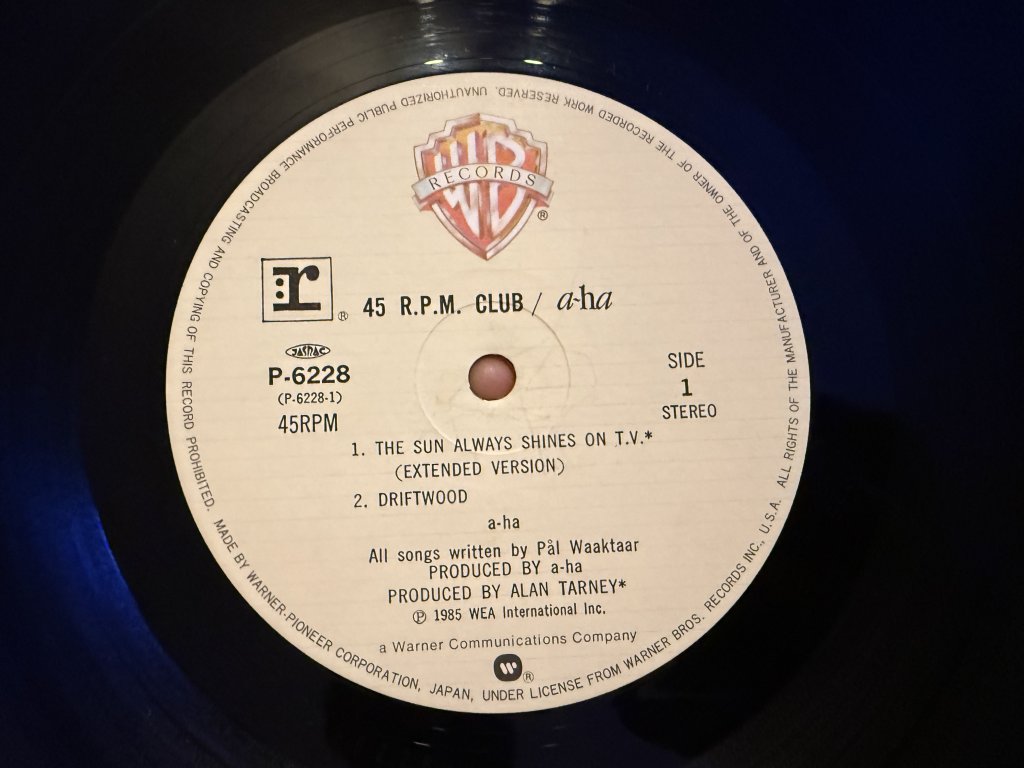 W RECORDS B
®
r® 45 R.P.M. CLUB / a-ha
JASRAC
P-6228
(P-6228-1)
45RPM
SIDE
1
STEREO
1. THE SUN ALWAYS SHINES ON T.V.*
(EXTENDED VERSION)
2. DRIFTWOOD
a-ha
All songs written by Pål Waaktaar
PRODUCED BY a-ha
PRODUCED BY ALAN TARNEY*
℗ 1985 WEA International Inc.
a Warner Communications Company
W®
MADE BY WARNER-PIONEER CORPORATION, JAPAN, UNDER LICENSE FROM WARNER BROS. RECORDS INC., U.S.A. ALL RIGHTS OF THE MANUFACTURER AND OF THE OWNER OF THE RECORDED WORK RESERVED. UNAUTHORIZED PUBLIC PERFORMANCE BROADCASTING AND COPYING OF THIS RECORD PROHIBITED.